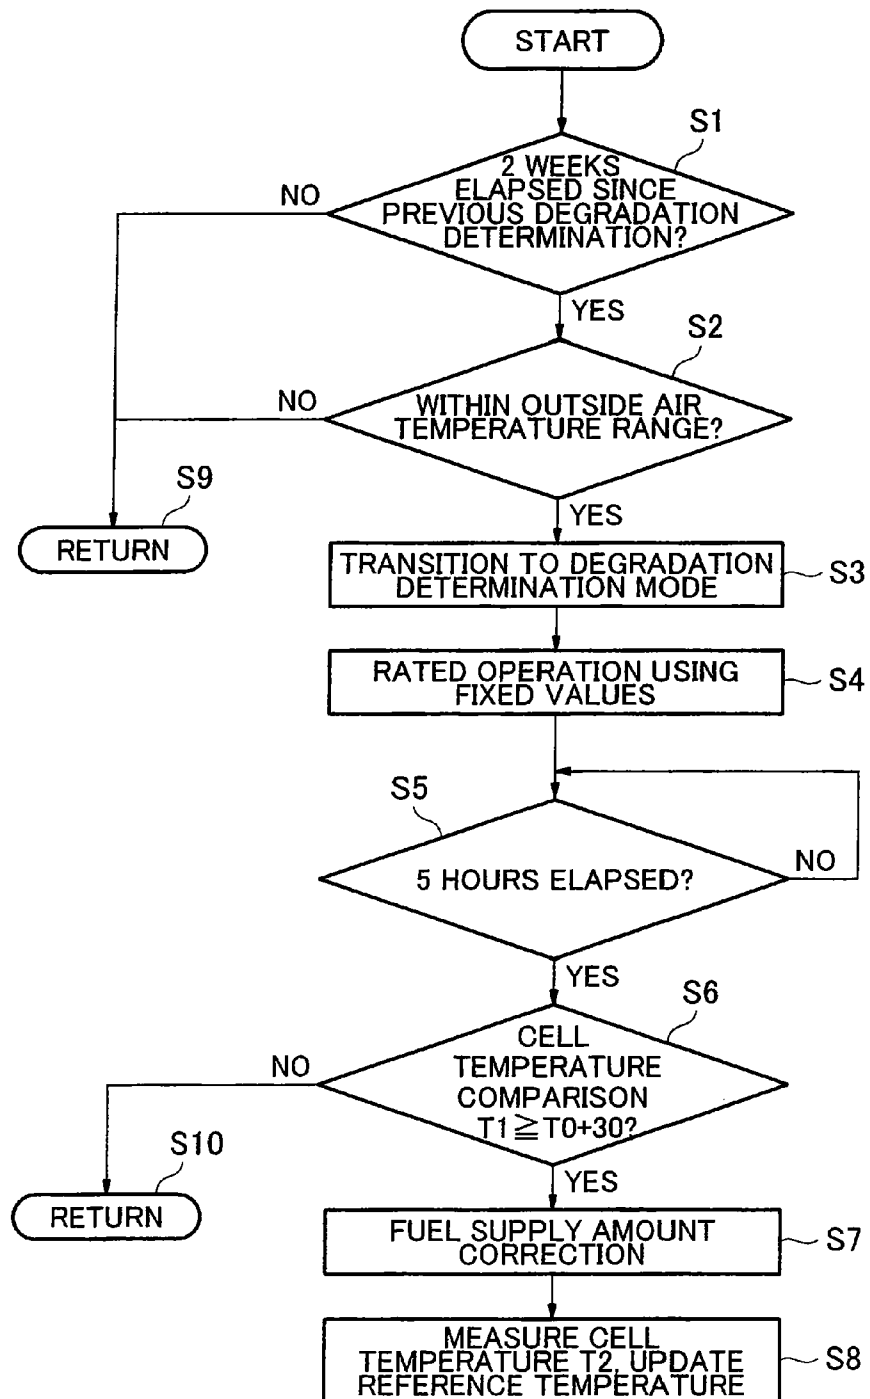 START
S1
2 WEEKS
ELAPSED SINCE
PREVIOUS DEGRADATION
DETERMINATION?
NO
YES
S2
WITHIN OUTSIDE AIR
TEMPERATURE RANGE?
NO
YES
S9
RETURN
TRANSITION TO DEGRADATION
DETERMINATION MODE
S3
RATED OPERATION USING
FIXED VALUES
S4
S5
5 HOURS ELAPSED?
NO
YES
S6
CELL
TEMPERATURE
COMPARISON
T1≧T0+30?
NO
YES
S10
RETURN
FUEL SUPPLY AMOUNT
CORRECTION
S7
MEASURE CELL
TEMPERATURE T2, UPDATE
REFERENCE TEMPERATURE
S8